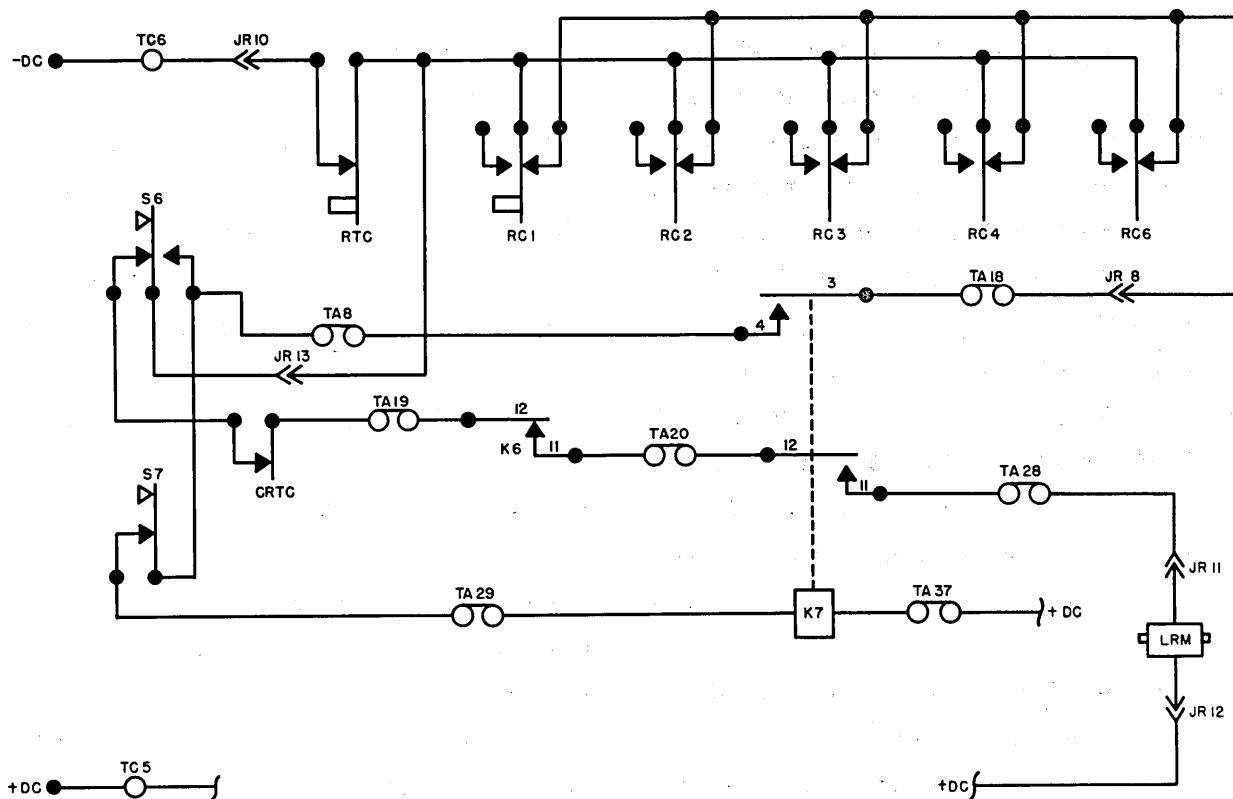 TC6
JR10
-DC
S6
RTC
RC1
RC2
RC3
RC4
RC6
3
TA18
JR 8
TA8
4
JR 13
TA19
12
K6
11
TA20
12
S7
CRTC
11
TA 28
JR 11
TA 29
K7
TA 37
+ DC
LRM
JR 12
+DC
TC 5
+DC